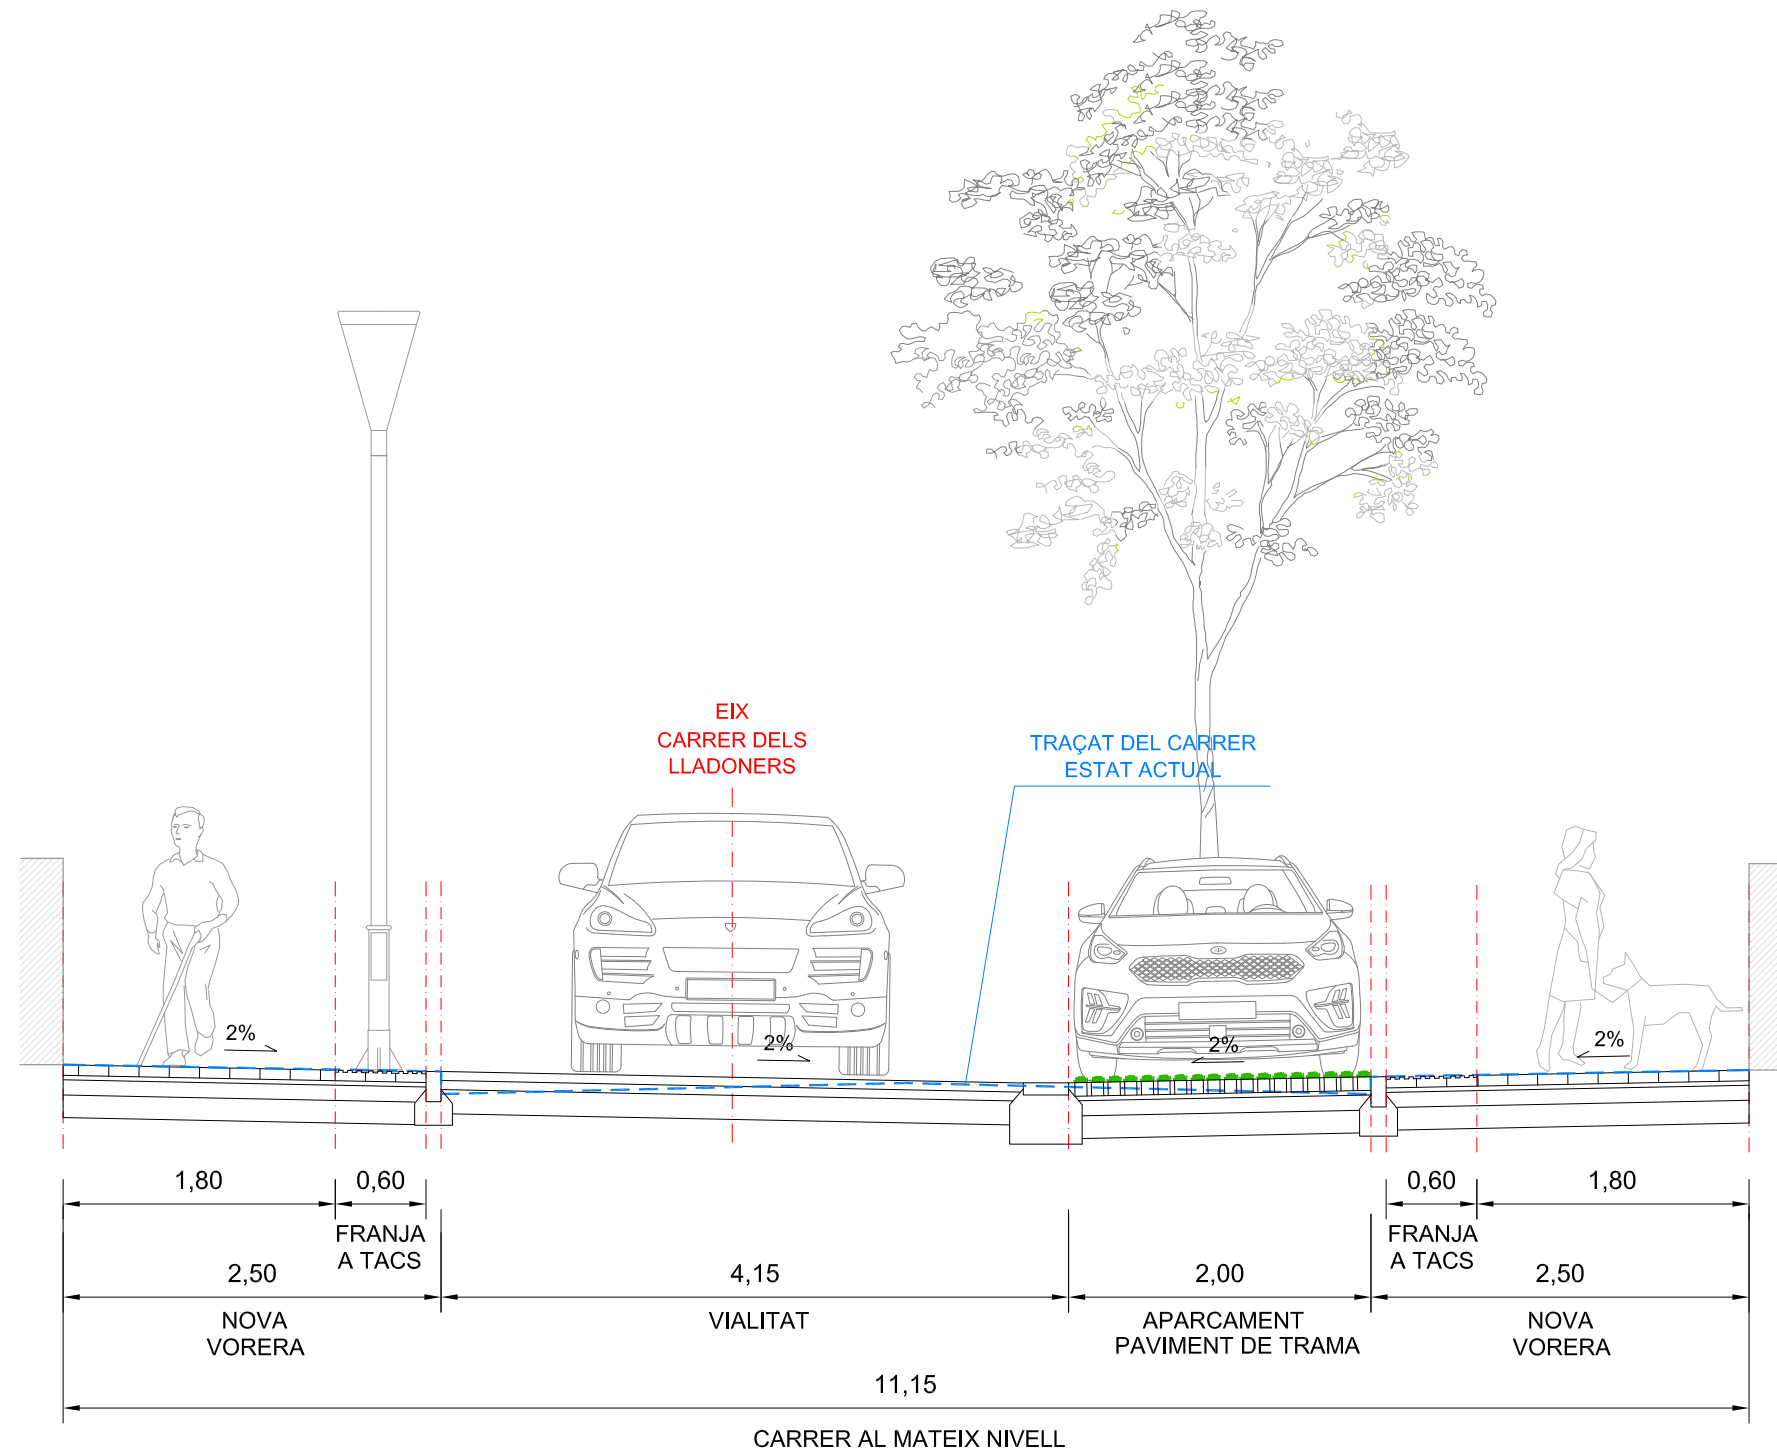 EIX
CARRER DELS
LLADONERS
TRAÇAT DEL CARRER
ESTAT ACTUAL
KIA
2%
2%
2%
2%
1,80
0,60
0,60
1,80
FRANJA
A TACS
FRANJA
A TACS
2,50
4,15
2,00
2,50
NOVA
VORERA
VIALITAT
APARCAMENT
PAVIMENT DE TRAMA
NOVA
VORERA
11,15
CARRER AL MATEIX NIVELL